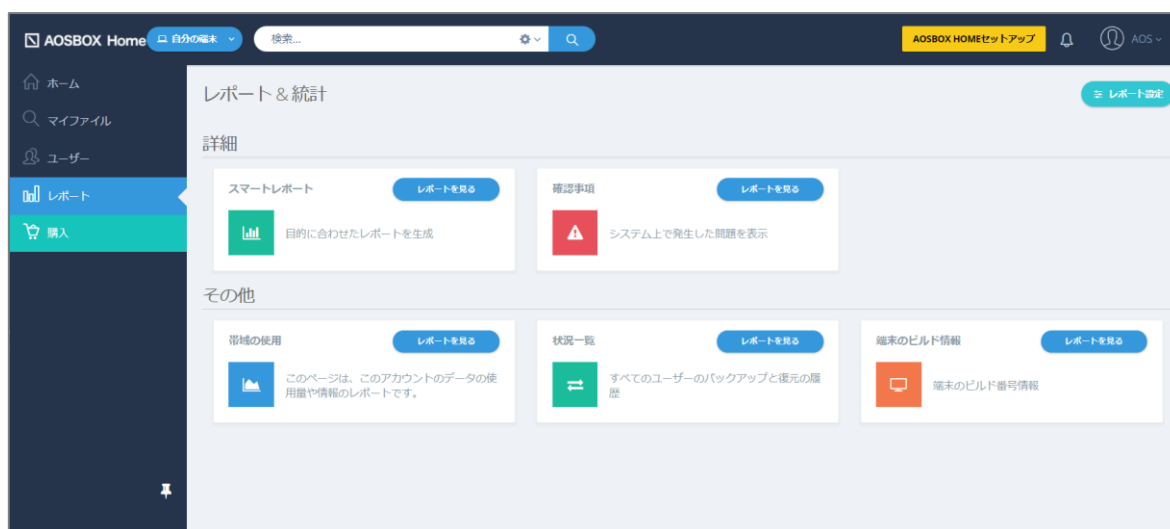 AOSBOX Home 自分の端末 検索... AOSBOX HOMEセットアップ AOS
ホーム
マイファイル
ユーザー
レポート
購入
レポート & 統計 レポート設定
詳細
スマートレポート レポートを見る
目的に合わせたレポートを生成
確認事項 レポートを見る
システム上で発生した問題を表示
その他
帯域の使用 レポートを見る
このページは、このアカウントのデータの使
用量や情報のレポートです。
状況一覧 レポートを見る
すべてのユーザーのバックアップと復元の履
歴
端末のビルド情報 レポートを見る
端末のビルド番号情報